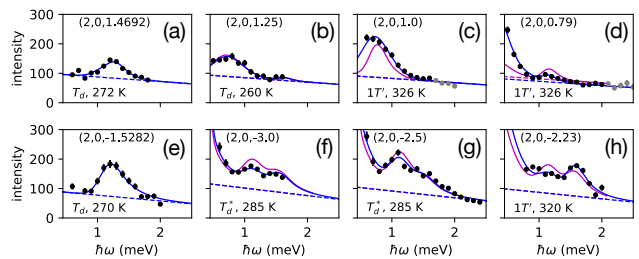 (2,0,1.4692) (a)
(2,0,1.25) (b)
(2,0,1.0) (c)
(2,0,0.79) (d)
intensity
300
200
100
0
T_d, 272 K
T_d, 260 K
1T′, 326 K
1T′, 326 K
(2,0,-1.5282) (e)
(2,0,-3.0) (f)
(2,0,-2.5) (g)
(2,0,-2.23) (h)
intensity
300
200
100
0
T_d, 270 K
T_d^*, 285 K
T_d^*, 285 K
1T′, 320 K
1 2
1 2
1 2
1 2
ħω (meV)
ħω (meV)
ħω (meV)
ħω (meV)